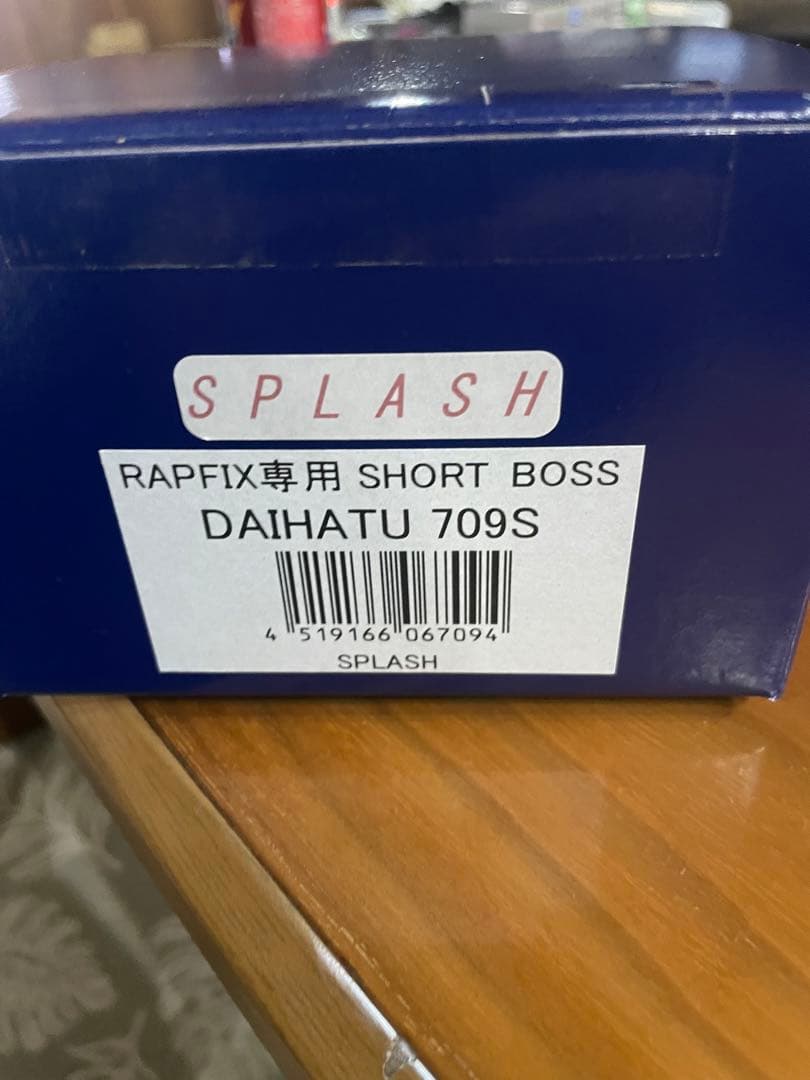 SPLASH
RAPFIX専用 SHORT BOSS
DAIHATU 709S
4 519166 067094
SPLASH